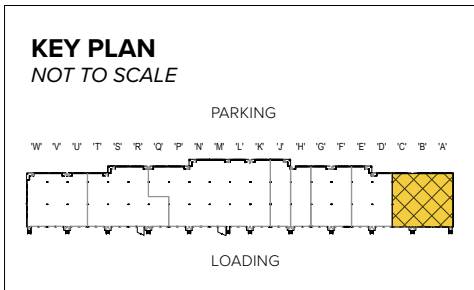 KEY PLAN
NOT TO SCALE
PARKING
'W' 'V' 'U' 'T' 'S' 'R' 'Q' 'P' 'N' 'M' 'L' 'K' 'J' 'H' 'G' 'F' 'E' 'D' 'C' 'B' 'A'
LOADING